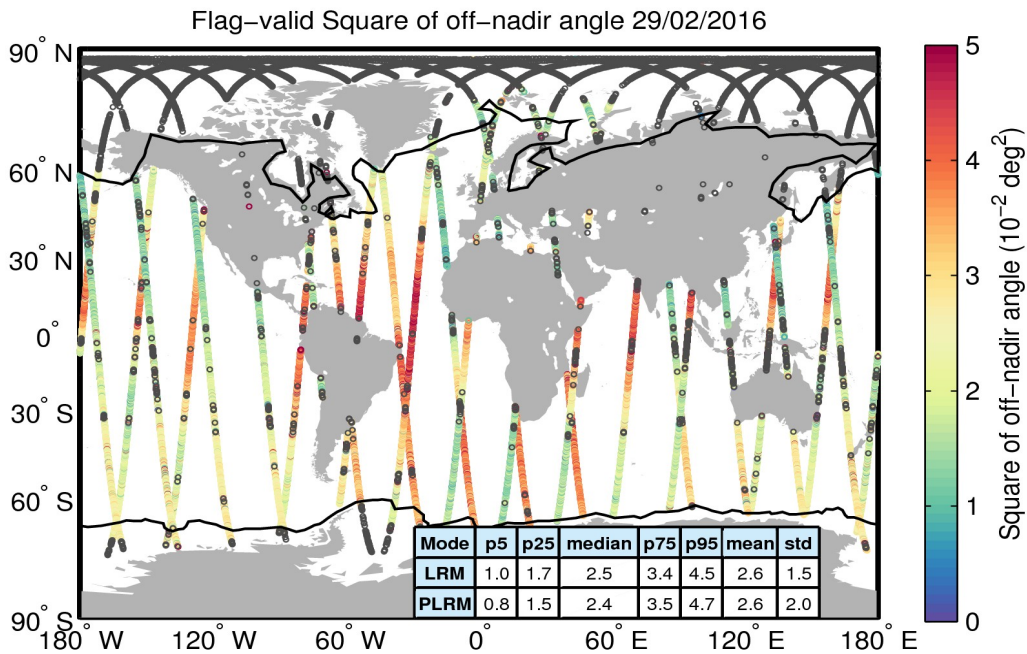 Flag−valid Square of off−nadir angle 29/02/2016
90° N
60° N
30° N
0°
30° S
60° S
90° S
180° W
120° W
60° W
0°
60° E
120° E
180° E
Mode p5 p25 median p75 p95 mean std
LRM 1.0 1.7 2.5 3.4 4.5 2.6 1.5
PLRM 0.8 1.5 2.4 3.5 4.7 2.6 2.0
5
4
3
2
1
0
Square of off−nadir angle (10⁻² deg²)